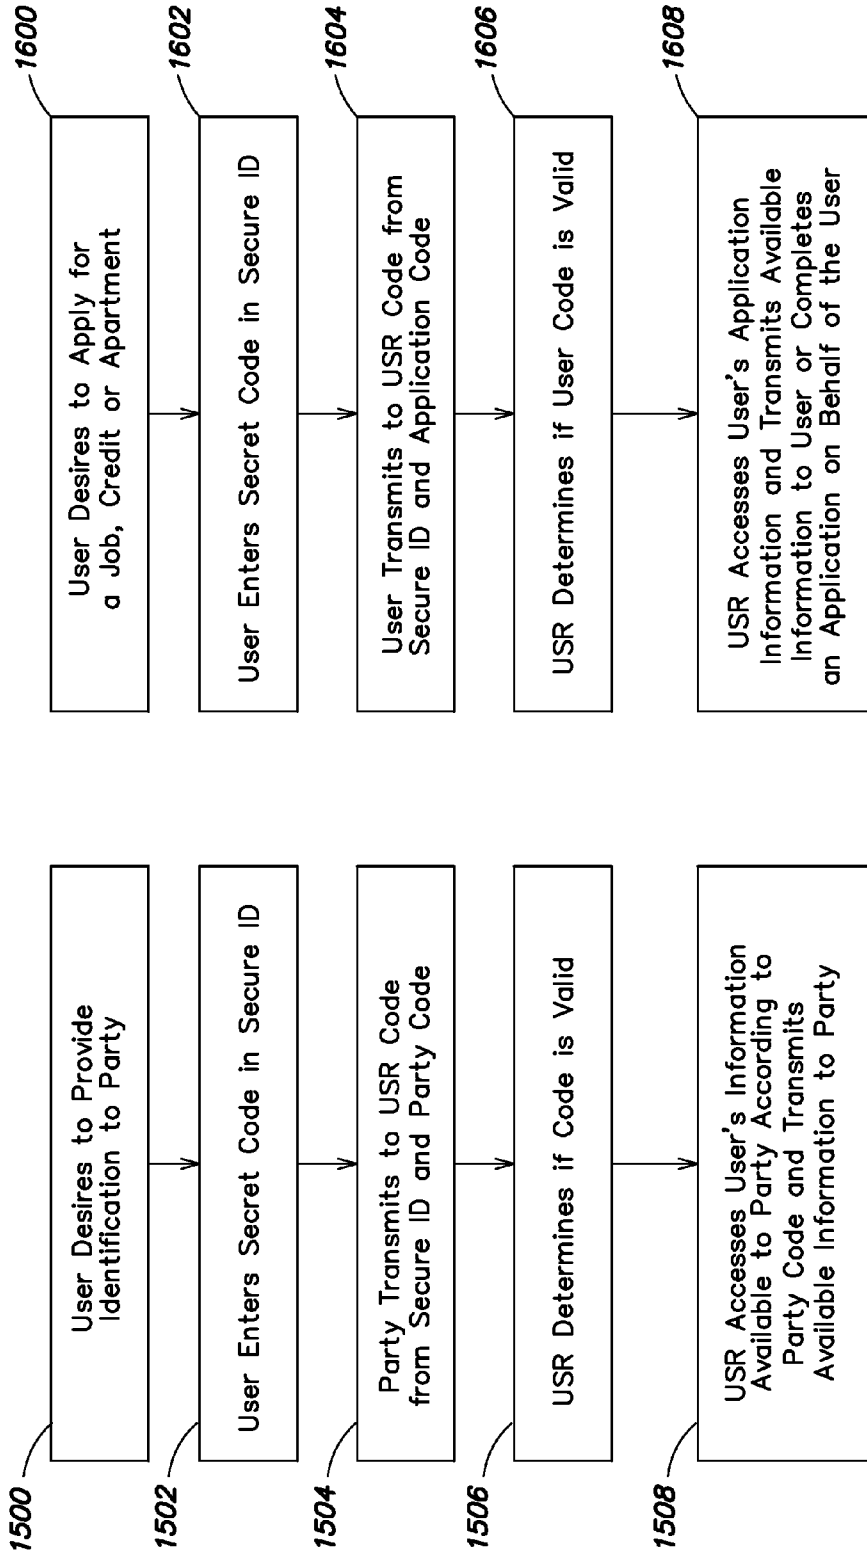 1500
User Desires to Provide
Identification to Party
1502
User Enters Secret Code in Secure ID
1504
Party Transmits to USR Code
from Secure ID and Party Code
1506
USR Determines if Code is Valid
1508
USR Accesses User's Information
Available to Party According to
Party Code and Transmits
Available Information to Party
1600
User Desires to Apply for
a Job, Credit or Apartment
1602
User Enters Secret Code in Secure ID
1604
User Transmits to USR Code from
Secure ID and Application Code
1606
USR Determines if User Code is Valid
1608
USR Accesses User's Application
Information and Transmits Available
Information to User or Completes
an Application on Behalf of the User